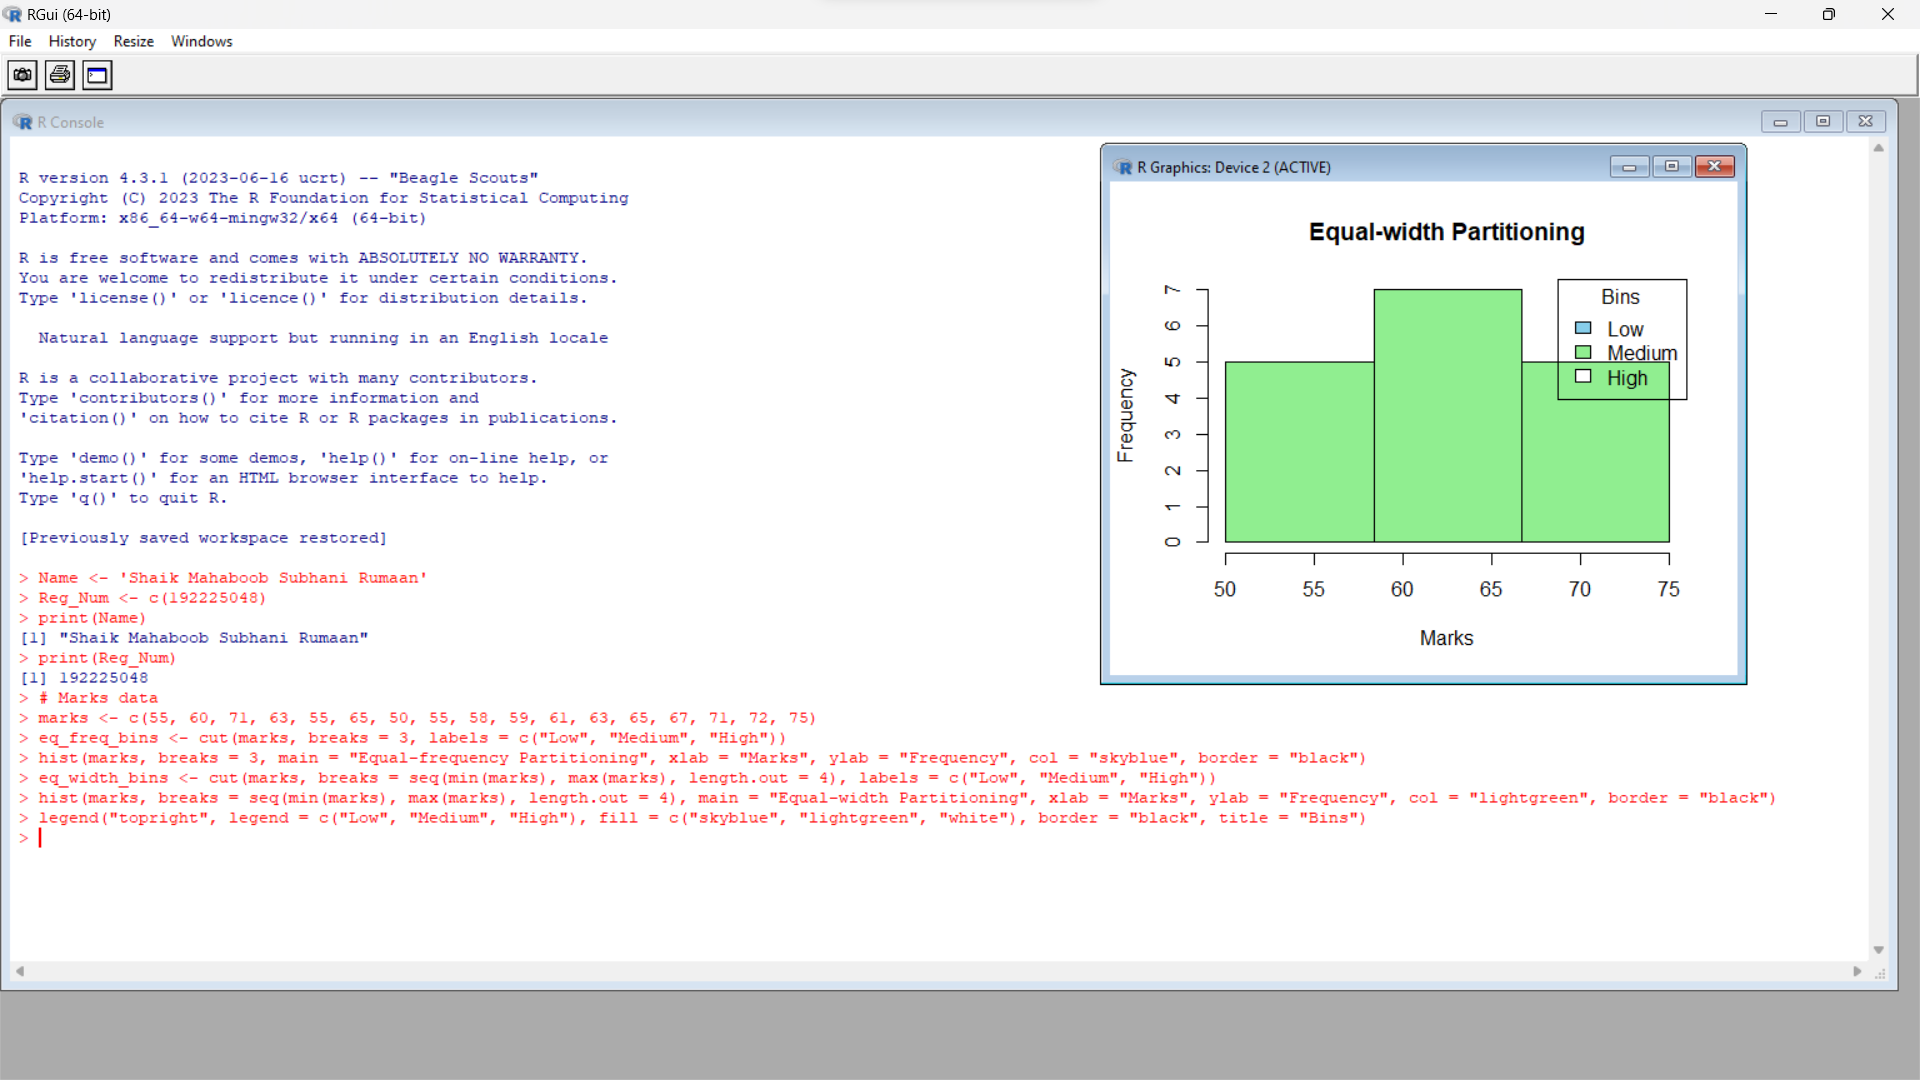 RGui (64-bit)
File History Resize Windows
R Console
R version 4.3.1 (2023-06-16 ucrt) -- "Beagle Scouts"
Copyright (C) 2023 The R Foundation for Statistical Computing
Platform: x86_64-w64-mingw32/x64 (64-bit)
R is free software and comes with ABSOLUTELY NO WARRANTY.
You are welcome to redistribute it under certain conditions.
Type 'license()' or 'licence()' for distribution details.
Natural language support but running in an English locale
R is a collaborative project with many contributors.
Type 'contributors()' for more information and
'citation()' on how to cite R or R packages in publications.
Type 'demo()' for some demos, 'help()' for on-line help, or
'help.start()' for an HTML browser interface to help.
Type 'q()' to quit R.
[Previously saved workspace restored]
> Name <- 'Shaik Mahaboob Subhani Rumaan'
> Reg_Num <- c(192225048)
> print(Name)
[1] "Shaik Mahaboob Subhani Rumaan"
> print(Reg_Num)
[1] 192225048
> # Marks data
> marks <- c(55, 60, 71, 63, 55, 65, 50, 55, 58, 59, 61, 63, 65, 67, 71, 72, 75)
> eq_freq_bins <- cut(marks, breaks = 3, labels = c("Low", "Medium", "High"))
> hist(marks, breaks = 3, main = "Equal-frequency Partitioning", xlab = "Marks", ylab = "Frequency", col = "skyblue", border = "black")
> eq_width_bins <- cut(marks, breaks = seq(min(marks), max(marks), length.out = 4), labels = c("Low", "Medium", "High"))
> hist(marks, breaks = seq(min(marks), max(marks), length.out = 4), main = "Equal-width Partitioning", xlab = "Marks", ylab = "Frequency", col = "lightgreen", border = "black")
> legend("topright", legend = c("Low", "Medium", "High"), fill = c("skyblue", "lightgreen", "white"), border = "black", title = "Bins")
>
R Graphics: Device 2 (ACTIVE)
Equal-width Partitioning
Bins
Low
Medium
High
Frequency
7
6
5
4
3
2
1
0
50 55 60 65 70 75
Marks